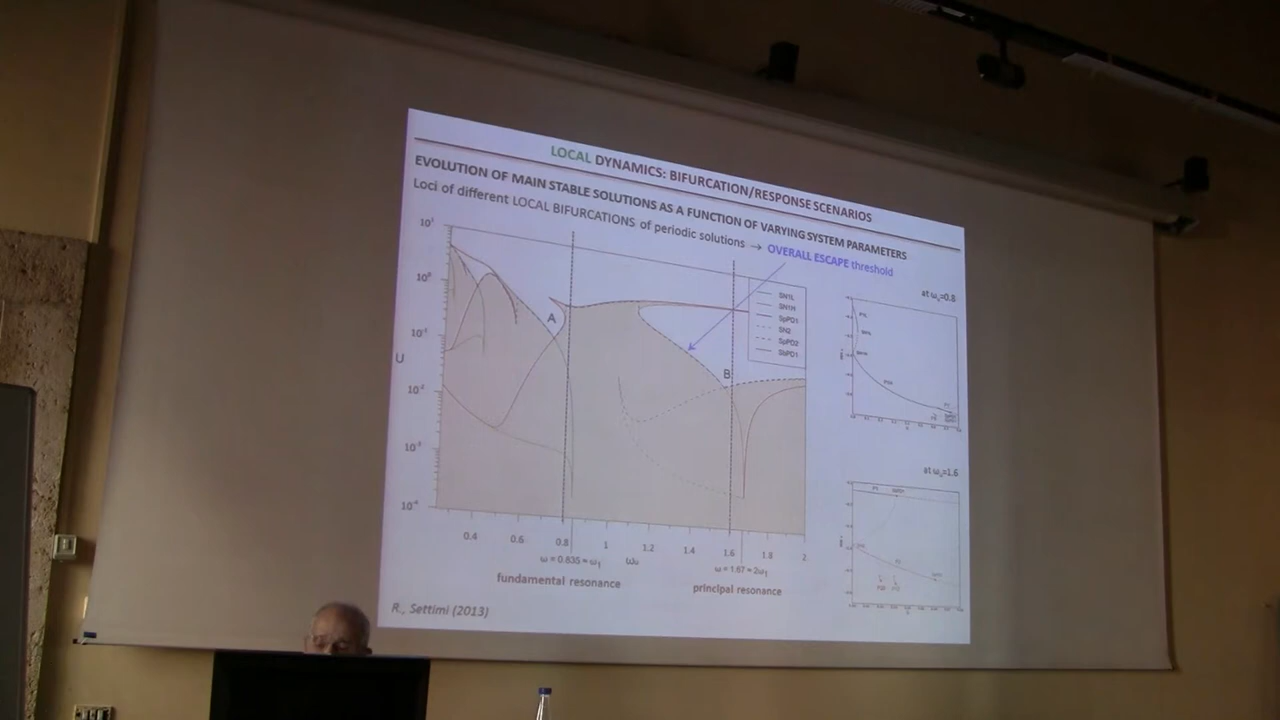 LOCAL DYNAMICS: BIFURCATION/RESPONSE SCENARIOS
EVOLUTION OF MAIN STABLE SOLUTIONS AS A FUNCTION OF VARYING SYSTEM PARAMETERS
Loci of different LOCAL BIFURCATIONS of periodic solutions → OVERALL ESCAPE threshold
10¹
10⁰
10⁻¹
10⁻²
10⁻³
10⁻⁴
U
A
B
SN1L
SN1H
SpPD1
SN2
SpPD2
SbPD1
0.4 0.6 0.8 1 1.2 1.4 1.6 1.8 2
ω = 0.835 ≈ ω₁
ωᵤ
ω = 1.67 ≈ 2ω₁
fundamental resonance
principal resonance
at ωᵤ=0.8
at ωᵤ=1.6
R., Settimi (2013)